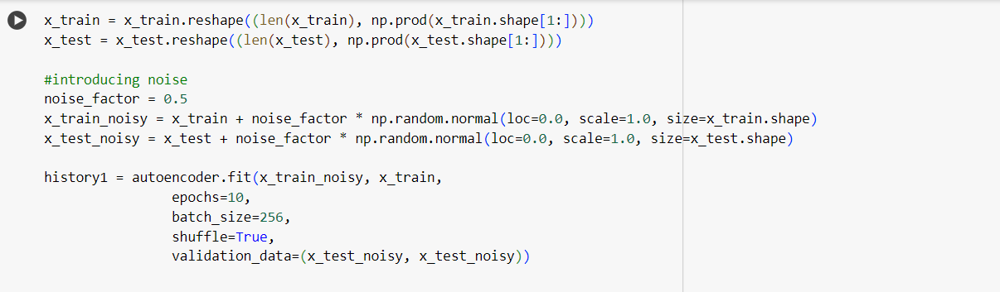 x_train = x_train.reshape((len(x_train), np.prod(x_train.shape[1:])))
x_test = x_test.reshape((len(x_test), np.prod(x_test.shape[1:])))
#introducing noise
noise_factor = 0.5
x_train_noisy = x_train + noise_factor * np.random.normal(loc=0.0, scale=1.0, size=x_train.shape)
x_test_noisy = x_test + noise_factor * np.random.normal(loc=0.0, scale=1.0, size=x_test.shape)
history1 = autoencoder.fit(x_train_noisy, x_train,
epochs=10,
batch_size=256,
shuffle=True,
validation_data=(x_test_noisy, x_test_noisy))